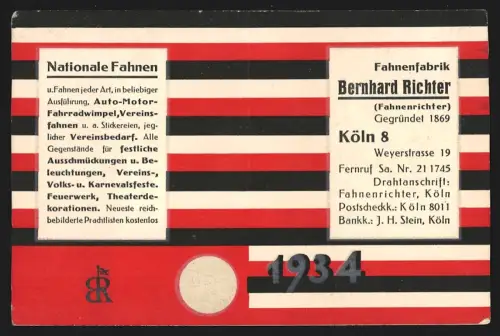 Nationale Fahnen
u. Fahnen jeder Art, in beliebiger
Ausführung, Auto-Motor-
Fahrradwimpel, Vereins-
fahnen u. a. Stickereien, jeg-
licher Vereinsbedarf. Alle
Gegenstände für festliche
Ausschmückungen u. Be-
leuchtungen, Vereins-,
Volks- u. Karnevalsfeste.
Feuerwerk, Theaterde-
korationen. Neueste reich-
bebilderte Prachtlisten kostenlos
Fahnenfabrik
Bernhard Richter
(Fahnenrichter)
Gegründet 1869
Köln 8
Weyerstrasse 19
Fernruf Sa. Nr. 21 1745
Drahtanschrift:
Fahnenrichter, Köln
Postscheckk.: Köln 8011
Bankk.: J. H. Stein, Köln
1934
BR